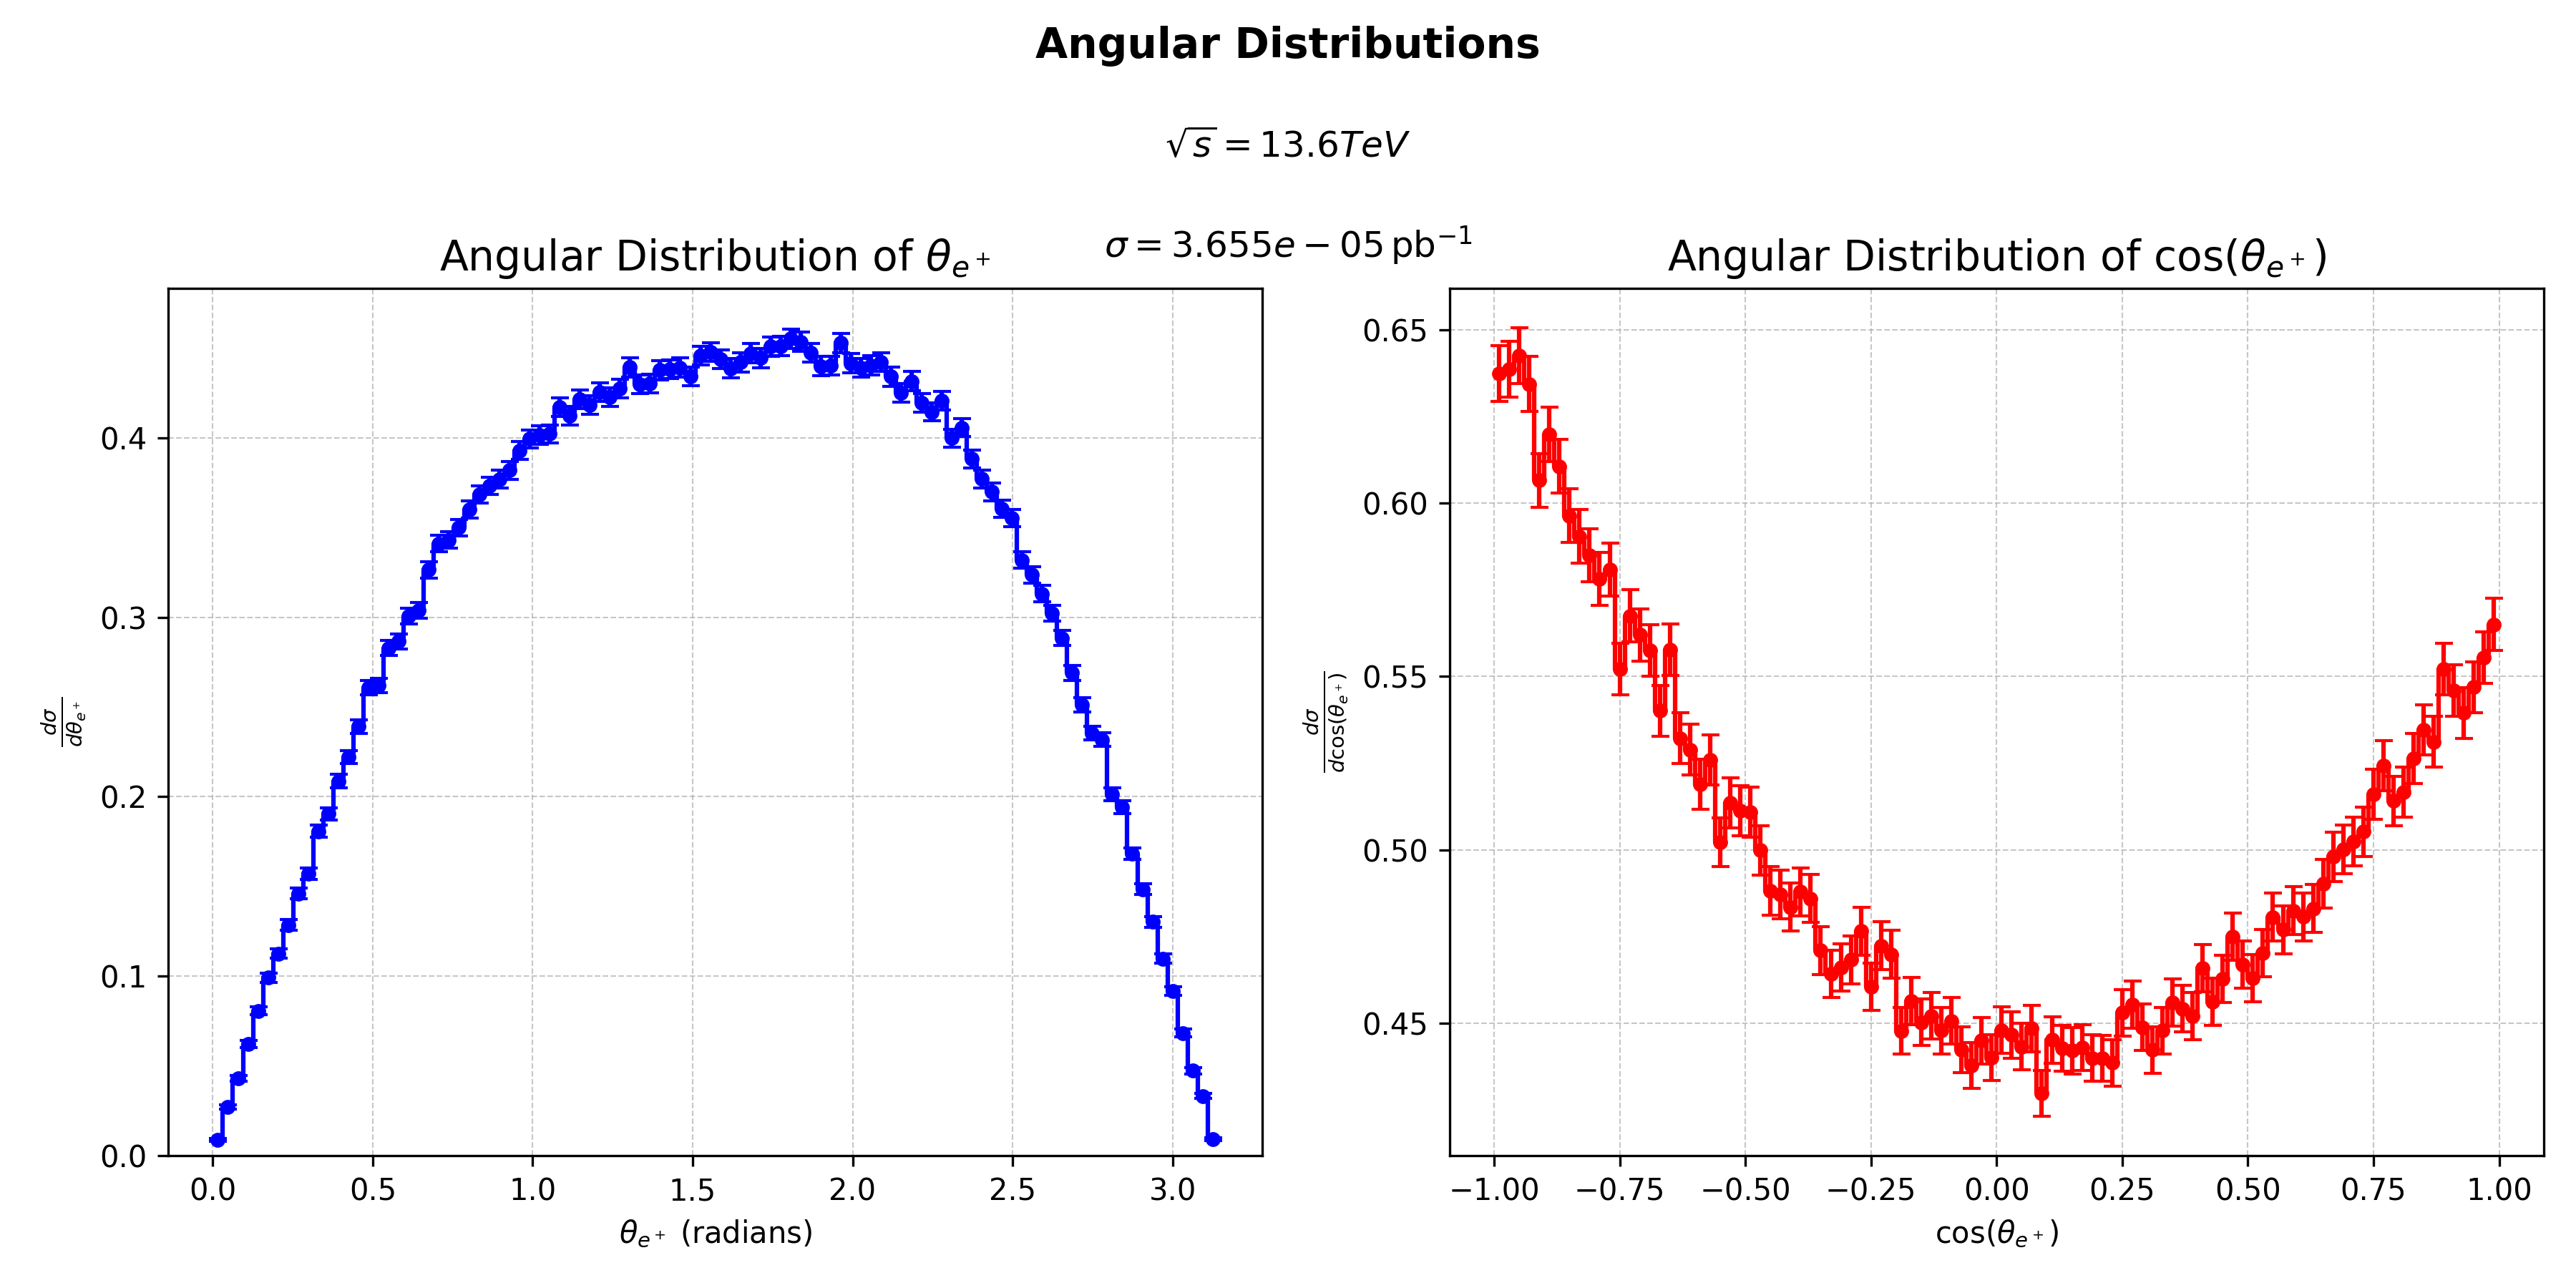 Angular Distributions
√s = 13.6TeV
σ = 3.655e − 05 pb⁻¹
Angular Distribution of θ_{e⁺}
dσ/dθ_{e⁺}
0.4
0.3
0.2
0.1
0.0
0.0 0.5 1.0 1.5 2.0 2.5 3.0
θ_{e⁺} (radians)
Angular Distribution of cos(θ_{e⁺})
dσ/dcos(θ_{e⁺})
0.65
0.60
0.55
0.50
0.45
−1.00 −0.75 −0.50 −0.25 0.00 0.25 0.50 0.75 1.00
cos(θ_{e⁺})